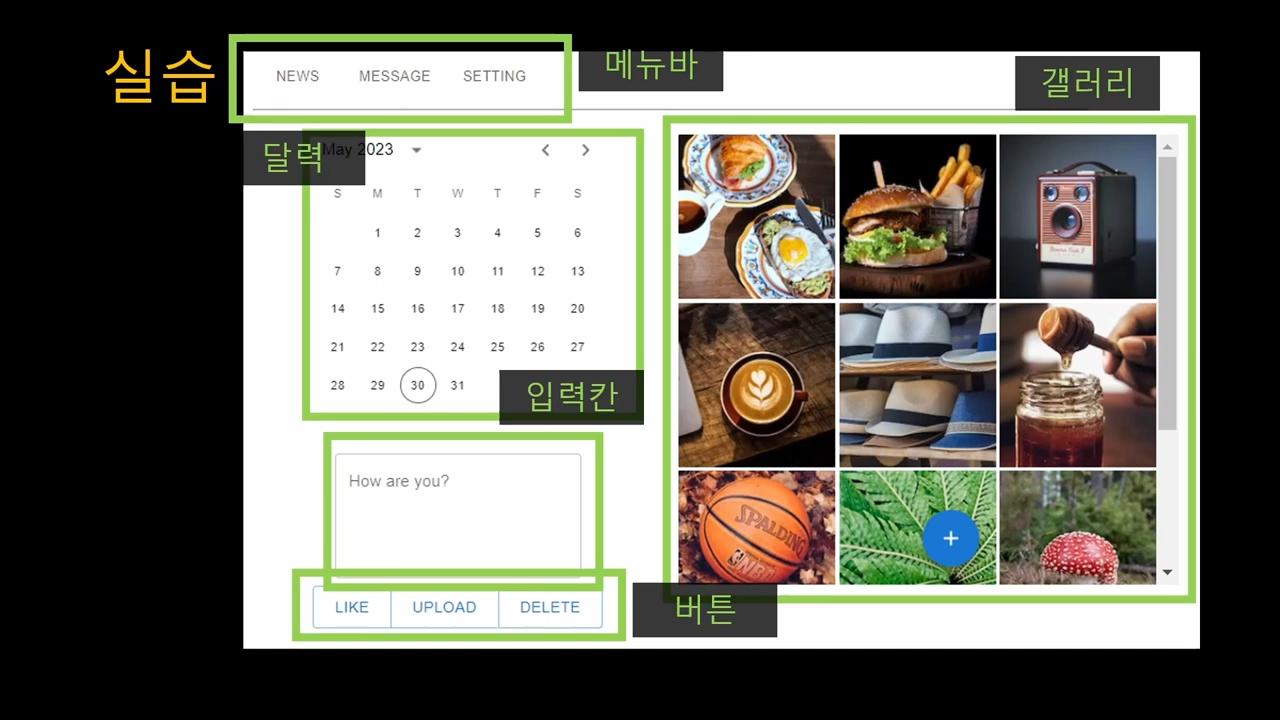 실습
NEWS MESSAGE SETTING
메뉴바
갤러리
달력
May 2023
S M T W T F S
1 2 3 4 5 6
7 8 9 10 11 12 13
14 15 16 17 18 19 20
21 22 23 24 25 26 27
28 29 30 31
입력칸
How are you?
LIKE UPLOAD DELETE
버튼
SPALDING
NBA
+